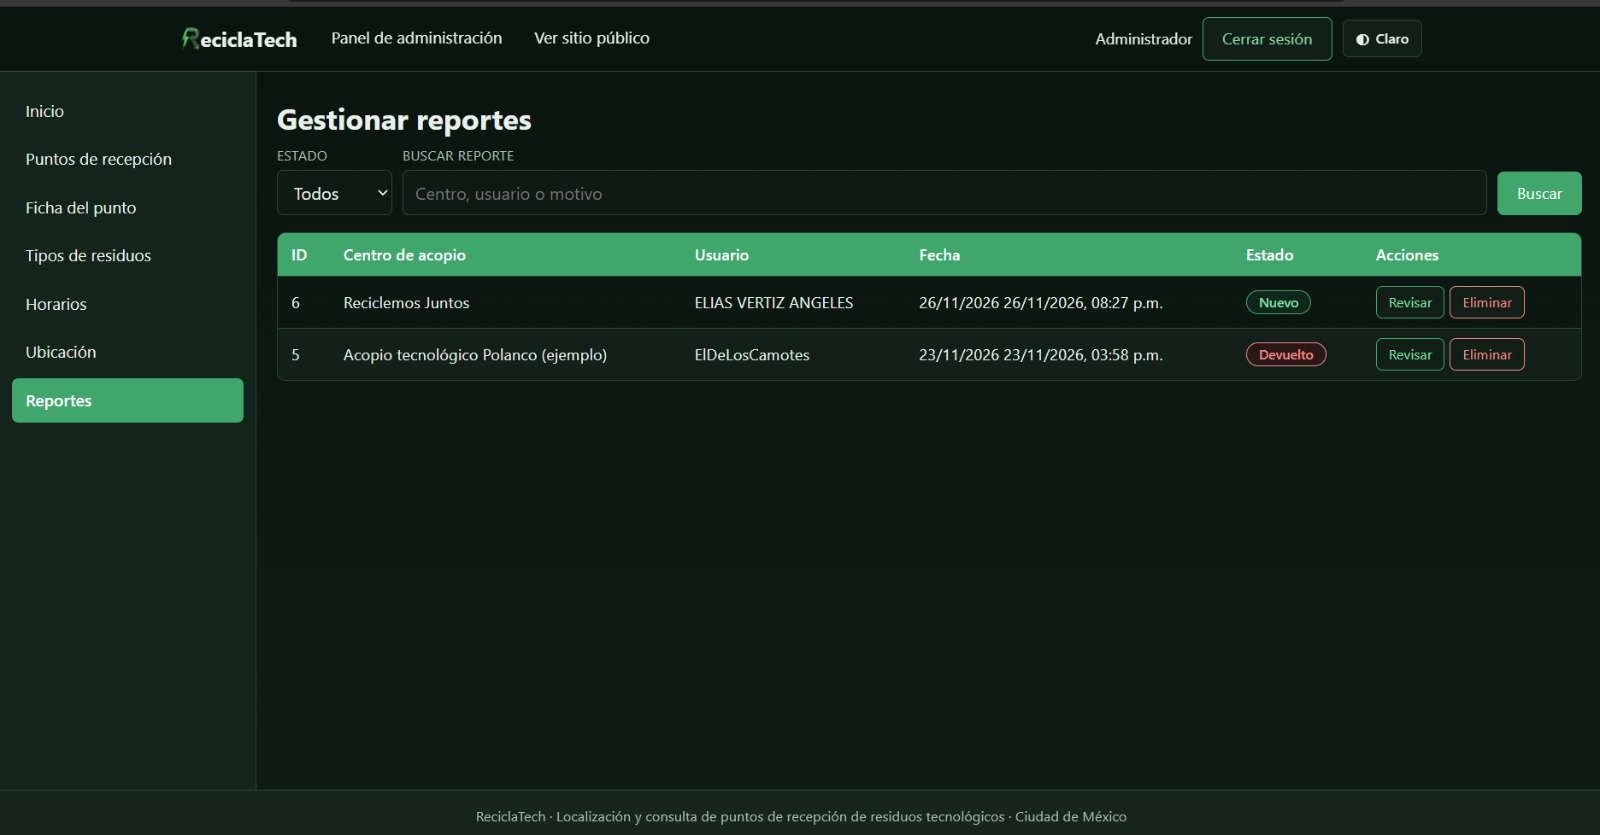 ReciclaTech Panel de administración Ver sitio público Administrador Cerrar sesión Claro
Inicio
Puntos de recepción
Ficha del punto
Tipos de residuos
Horarios
Ubicación
Reportes
Gestionar reportes
ESTADO BUSCAR REPORTE
Todos Centro, usuario o motivo Buscar
ID Centro de acopio Usuario Fecha Estado Acciones
6 Reciclemos Juntos ELIAS VERTIZ ANGELES 26/11/2026 26/11/2026, 08:27 p.m. Nuevo Revisar Eliminar
5 Acopio tecnológico Polanco (ejemplo) ElDeLosCamotes 23/11/2026 23/11/2026, 03:58 p.m. Devuelto Revisar Eliminar
ReciclaTech · Localización y consulta de puntos de recepción de residuos tecnológicos · Ciudad de México